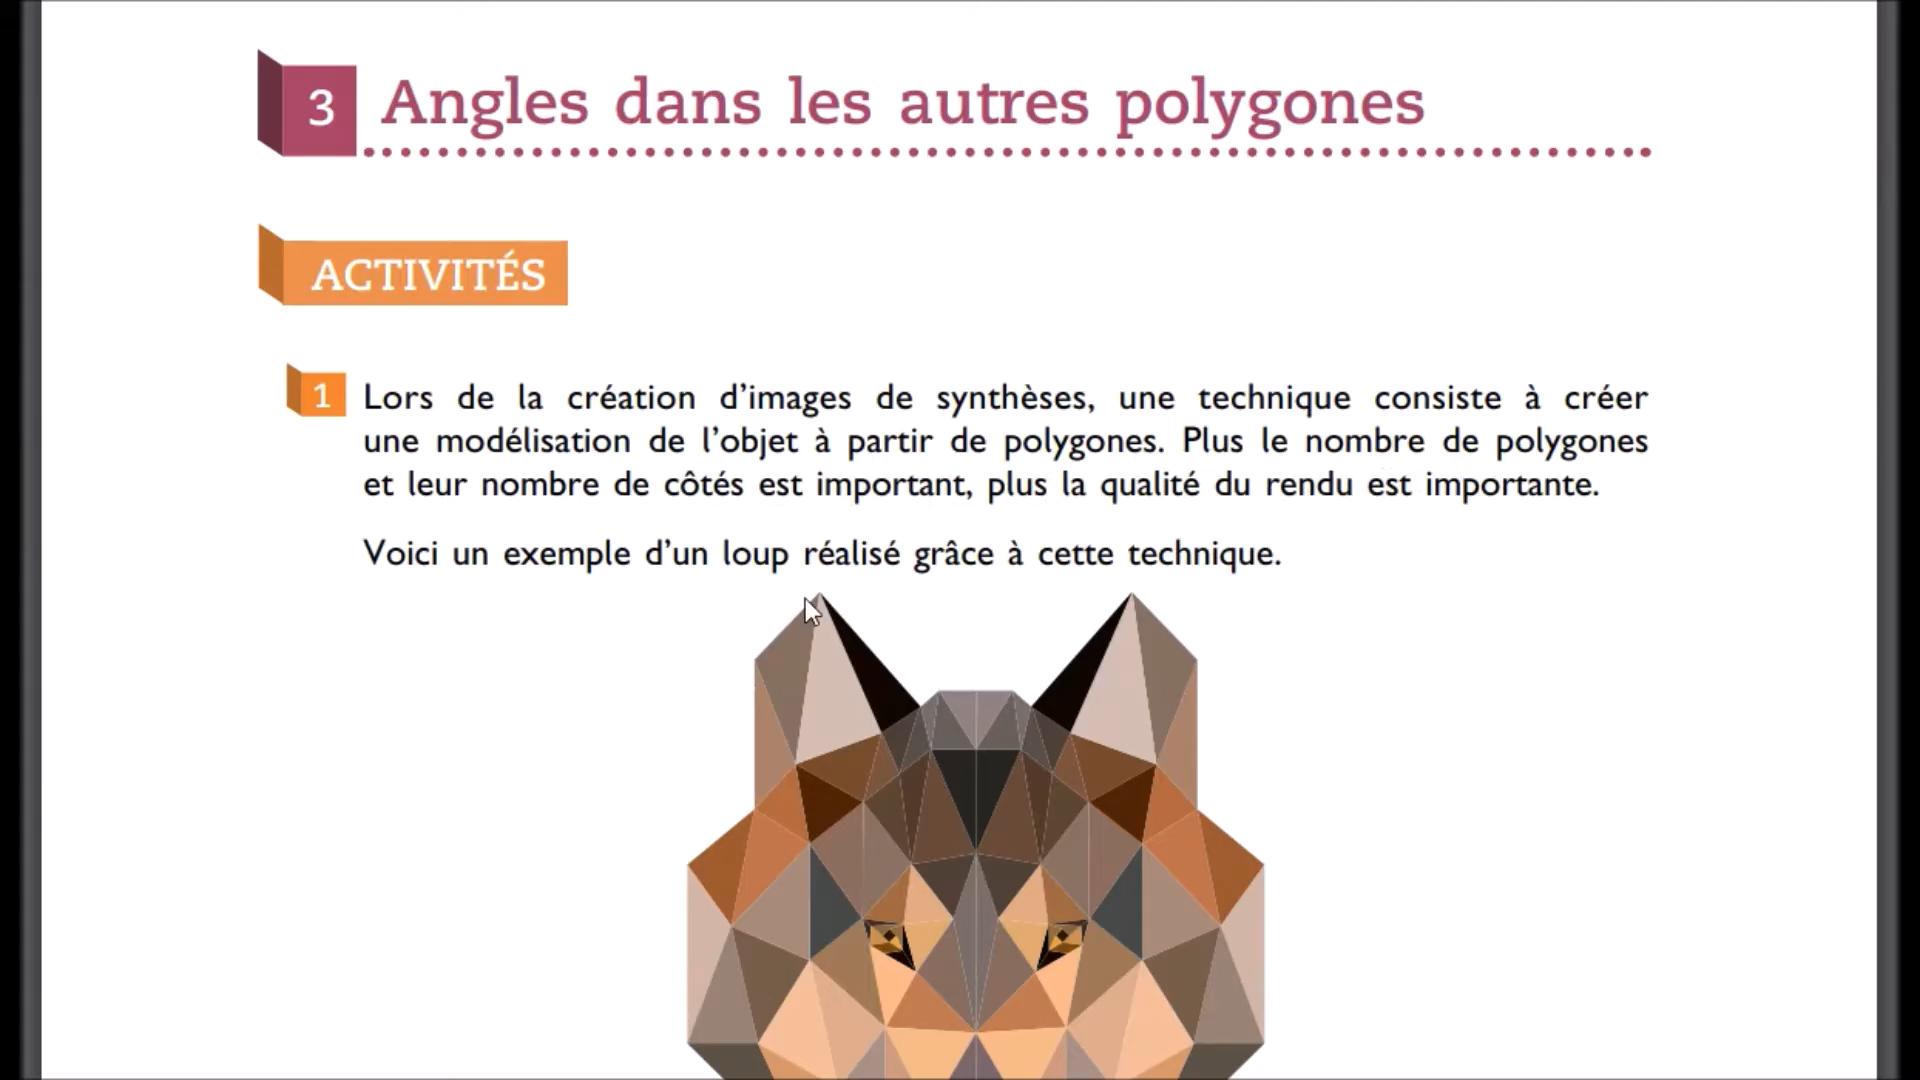 3 Angles dans les autres polygones
ACTIVITÉS
1 Lors de la création d’images de synthèses, une technique consiste à créer
une modélisation de l’objet à partir de polygones. Plus le nombre de polygones
et leur nombre de côtés est important, plus la qualité du rendu est importante.
Voici un exemple d’un loup réalisé grâce à cette technique.